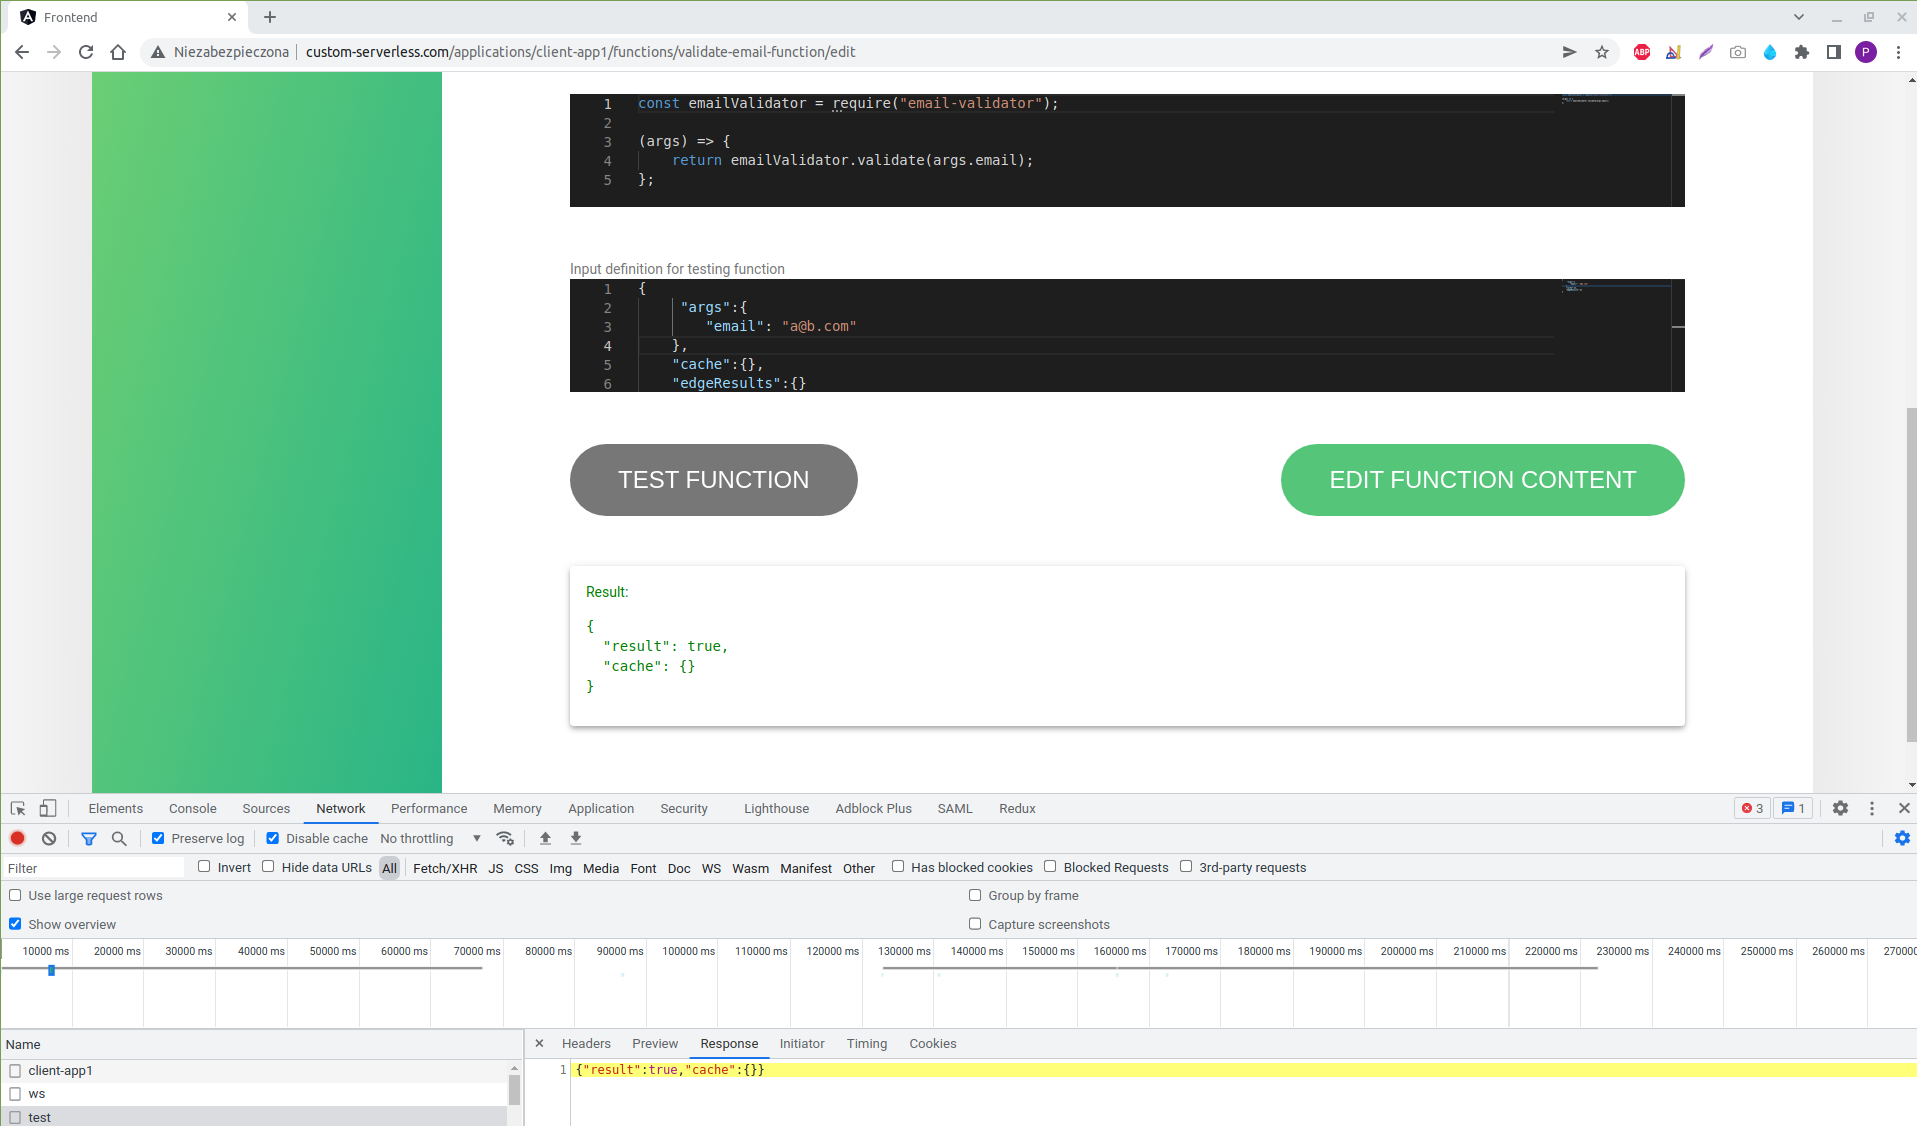 Frontend
Niezabezpieczona custom-serverless.com/applications/client-app1/functions/validate-email-function/edit
ABP
P
1 const emailValidator = require("email-validator");
2
3 (args) => {
4 return emailValidator.validate(args.email);
5 };
Input definition for testing function
1 {
2 "args":{
3 "email": "a@b.com"
4 },
5 "cache":{},
6 "edgeResults":{}
TEST FUNCTION EDIT FUNCTION CONTENT
Result:
{
"result": true,
"cache": {}
}
Elements Console Sources Network Performance Memory Application Security Lighthouse Adblock Plus SAML Redux 3 1
Preserve log Disable cache No throttling
Filter Invert Hide data URLs All Fetch/XHR JS CSS Img Media Font Doc WS Wasm Manifest Other Has blocked cookies Blocked Requests 3rd-party requests
Use large request rows Group by frame
Show overview Capture screenshots
10000 ms 20000 ms 30000 ms 40000 ms 50000 ms 60000 ms 70000 ms 80000 ms 90000 ms 100000 ms 110000 ms 120000 ms 130000 ms 140000 ms 150000 ms 160000 ms 170000 ms 180000 ms 190000 ms 200000 ms 210000 ms 220000 ms 230000 ms 240000 ms 250000 ms 260000 ms 27000
Name Headers Preview Response Initiator Timing Cookies
client-app1 1 {"result":true,"cache":{}}
ws
test